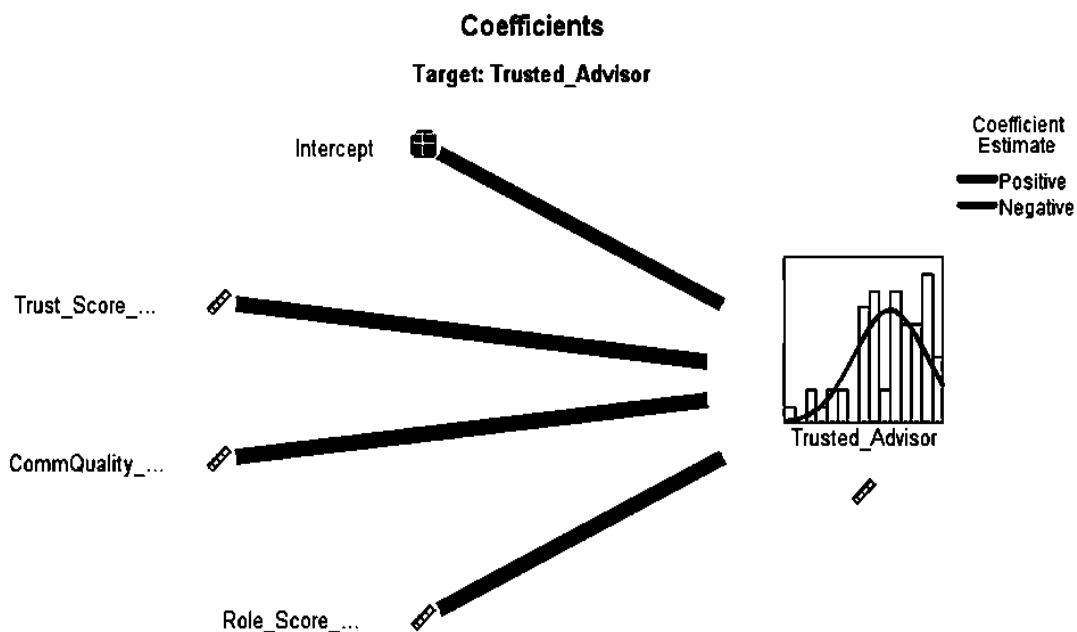 Coefficients
Target: Trusted_Advisor
Intercept
Coefficient
Estimate
Positive
Negative
Trust_Score_...
Trusted_Advisor
CommQuality_...
Role_Score_...